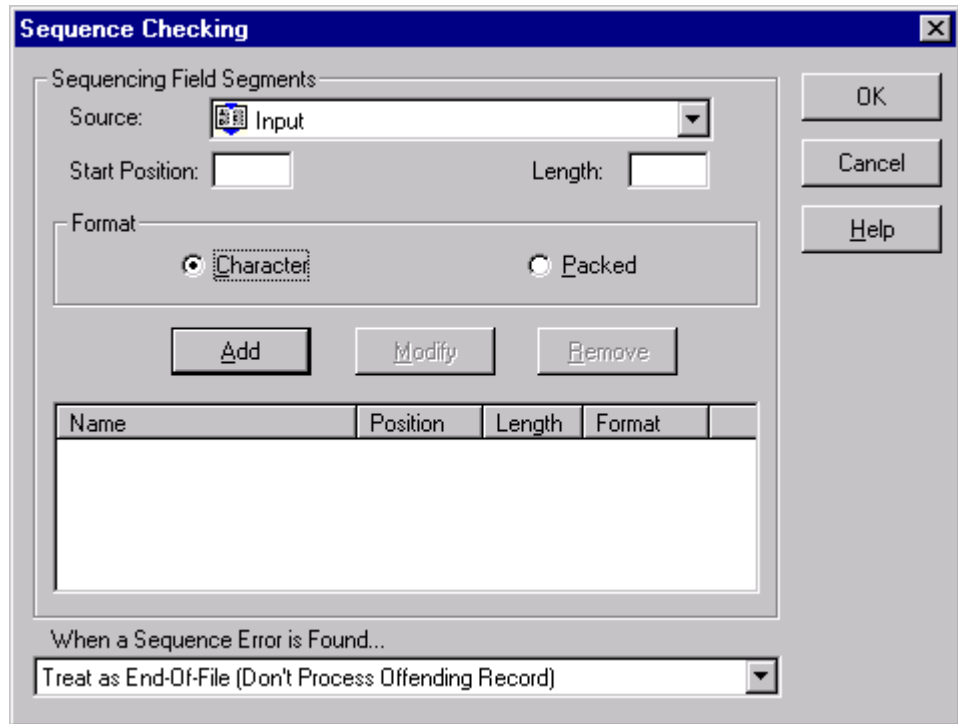 Sequence Checking
Sequencing Field Segments
Source: Input
Start Position: Length:
Format
Character Packed
Add Modify Remove
Name Position Length Format
When a Sequence Error is Found...
Treat as End-Of-File (Don't Process Offending Record)
OK
Cancel
Help